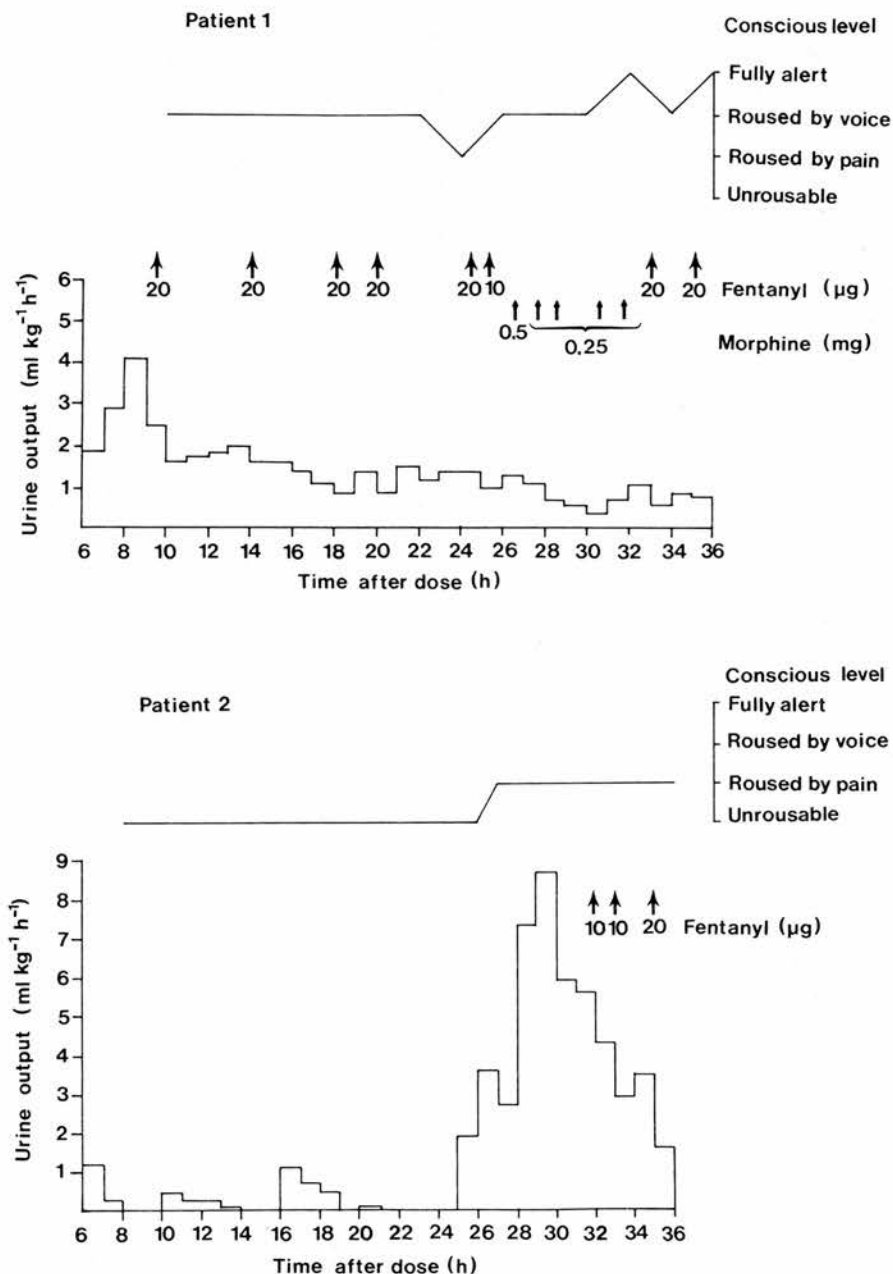 Patient 1
Conscious level
Fully alert
Roused by voice
Roused by pain
Unrousable
20 20 20 20 20 10 20 20 Fentanyl (µg)
0.5 0.25 Morphine (mg)
Urine output (ml kg⁻¹ h⁻¹)
6
5
4
3
2
1
6 8 10 12 14 16 18 20 22 24 26 28 30 32 34 36
Time after dose (h)
Patient 2
Conscious level
Fully alert
Roused by voice
Roused by pain
Unrousable
10 10 20 Fentanyl (µg)
Urine output (ml kg⁻¹ h⁻¹)
9
8
7
6
5
4
3
2
1
6 8 10 12 14 16 18 20 22 24 26 28 30 32 34 36
Time after dose (h)